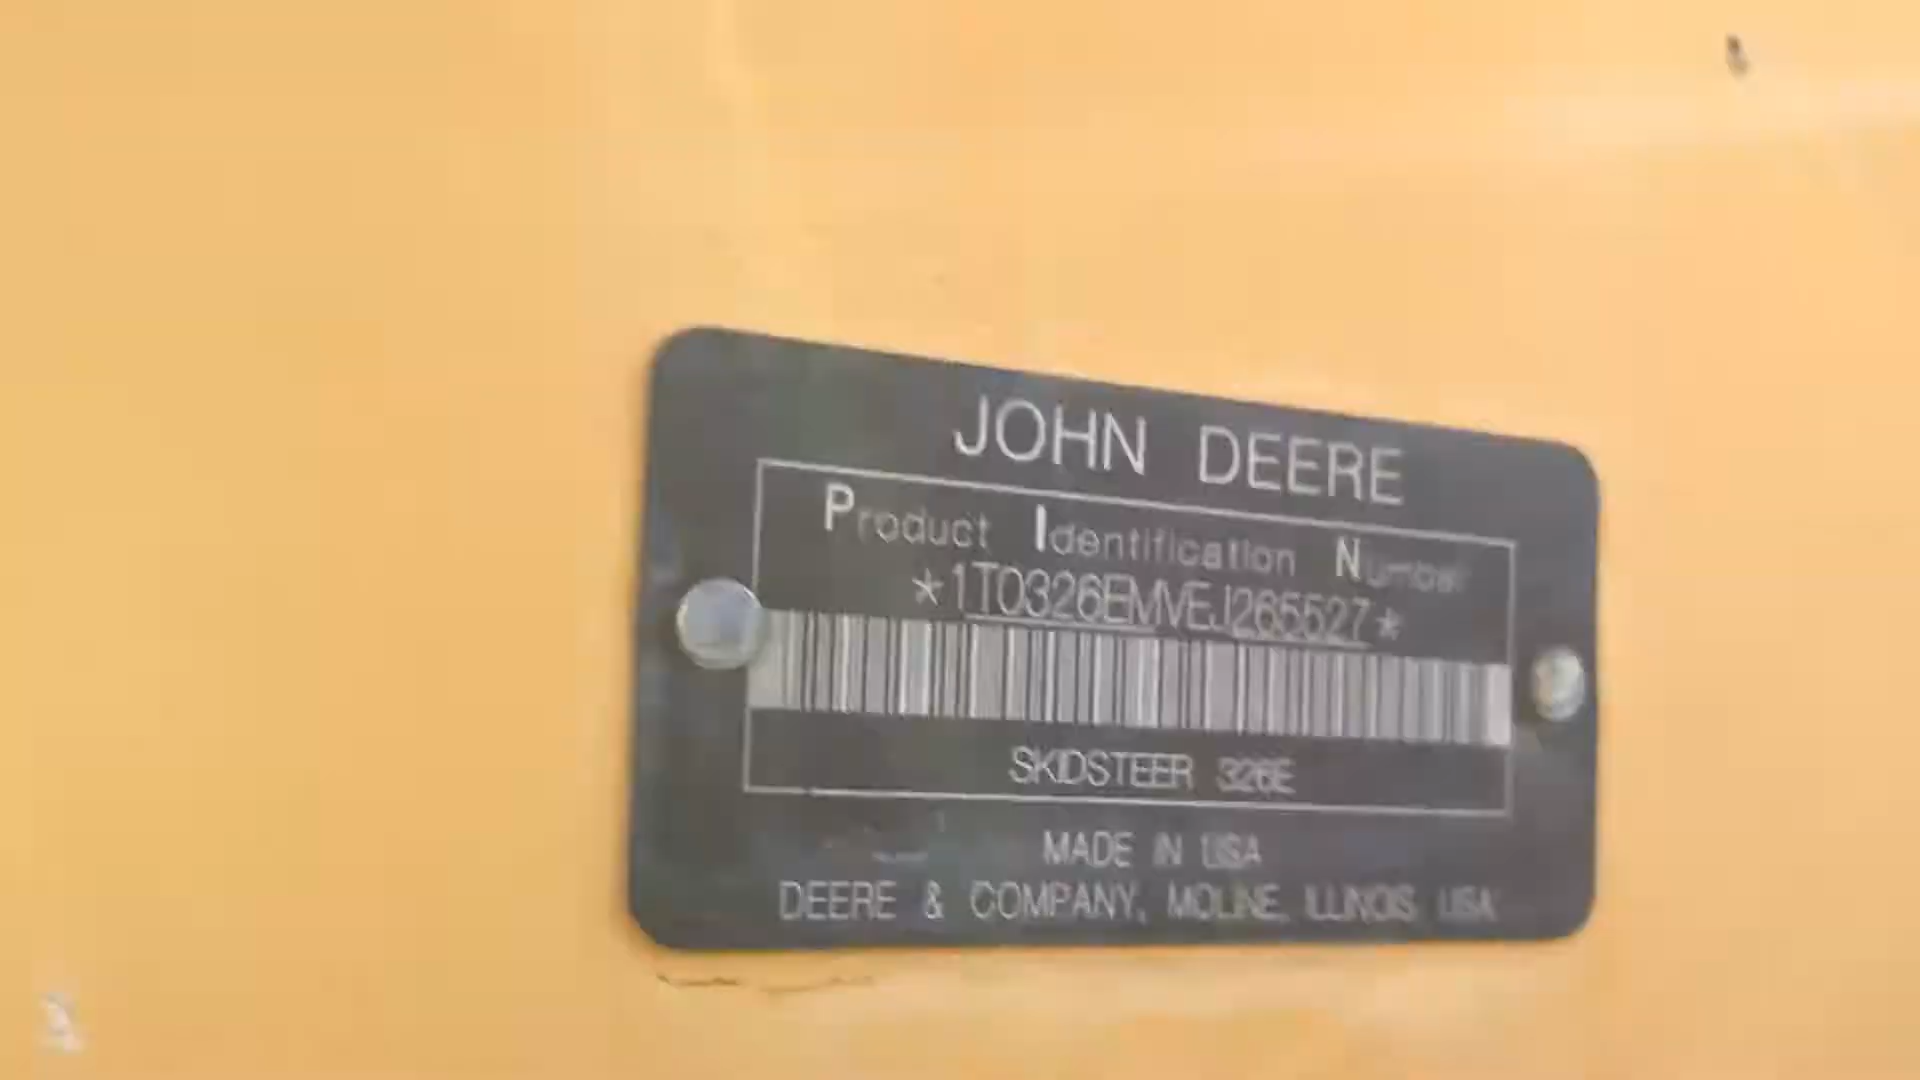 JOHN DEERE
Product Identification Number
*1T0326EMVEJ265527*
SKIDSTEER 326E
MADE IN USA
DEERE & COMPANY, MOLINE, ILLINOIS, USA